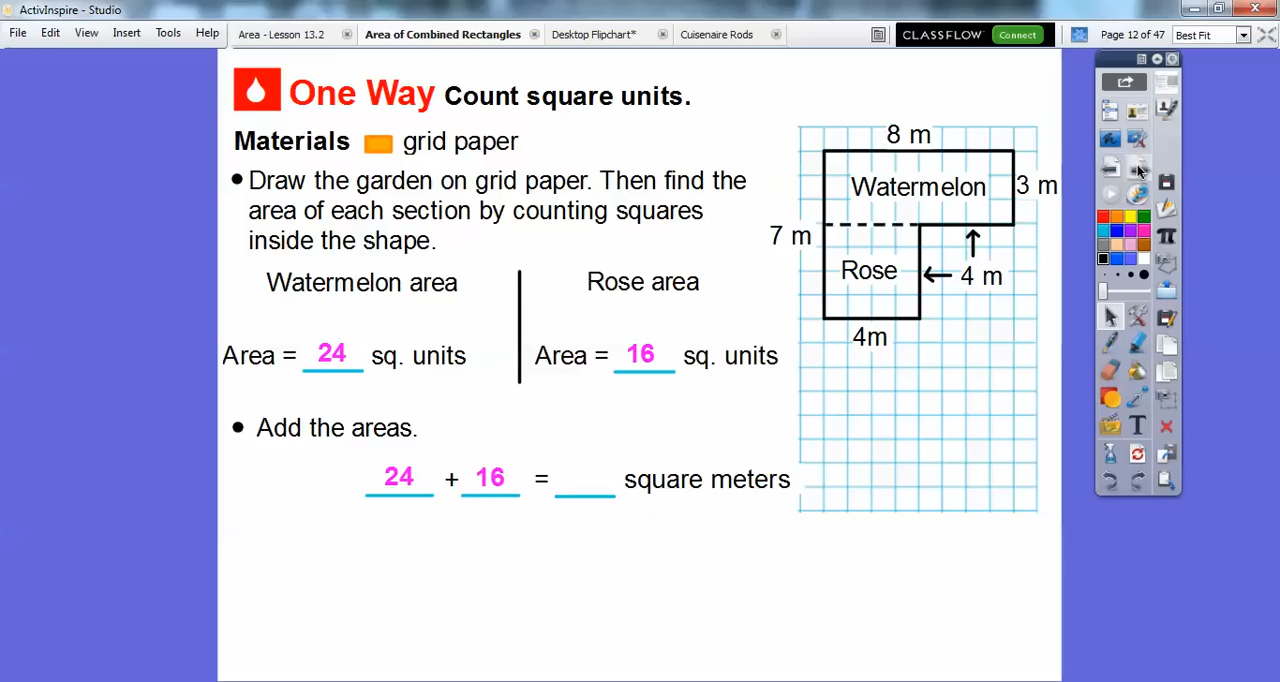 ActivInspire - Studio
File Edit View Insert Tools Help
Area - Lesson 13.2
Area of Combined Rectangles
Desktop Flipchart*
Cuisenaire Rods
CLASSFLOW Connect
Page 12 of 47
Best Fit
One Way Count square units.
Materials grid paper
• Draw the garden on grid paper. Then find the
area of each section by counting squares
inside the shape.
Watermelon area
Rose area
Area = 24 sq. units
Area = 16 sq. units
• Add the areas.
24 + 16 = ____ square meters
8 m
Watermelon
3 m
7 m
Rose
← 4 m
↑
4m
T